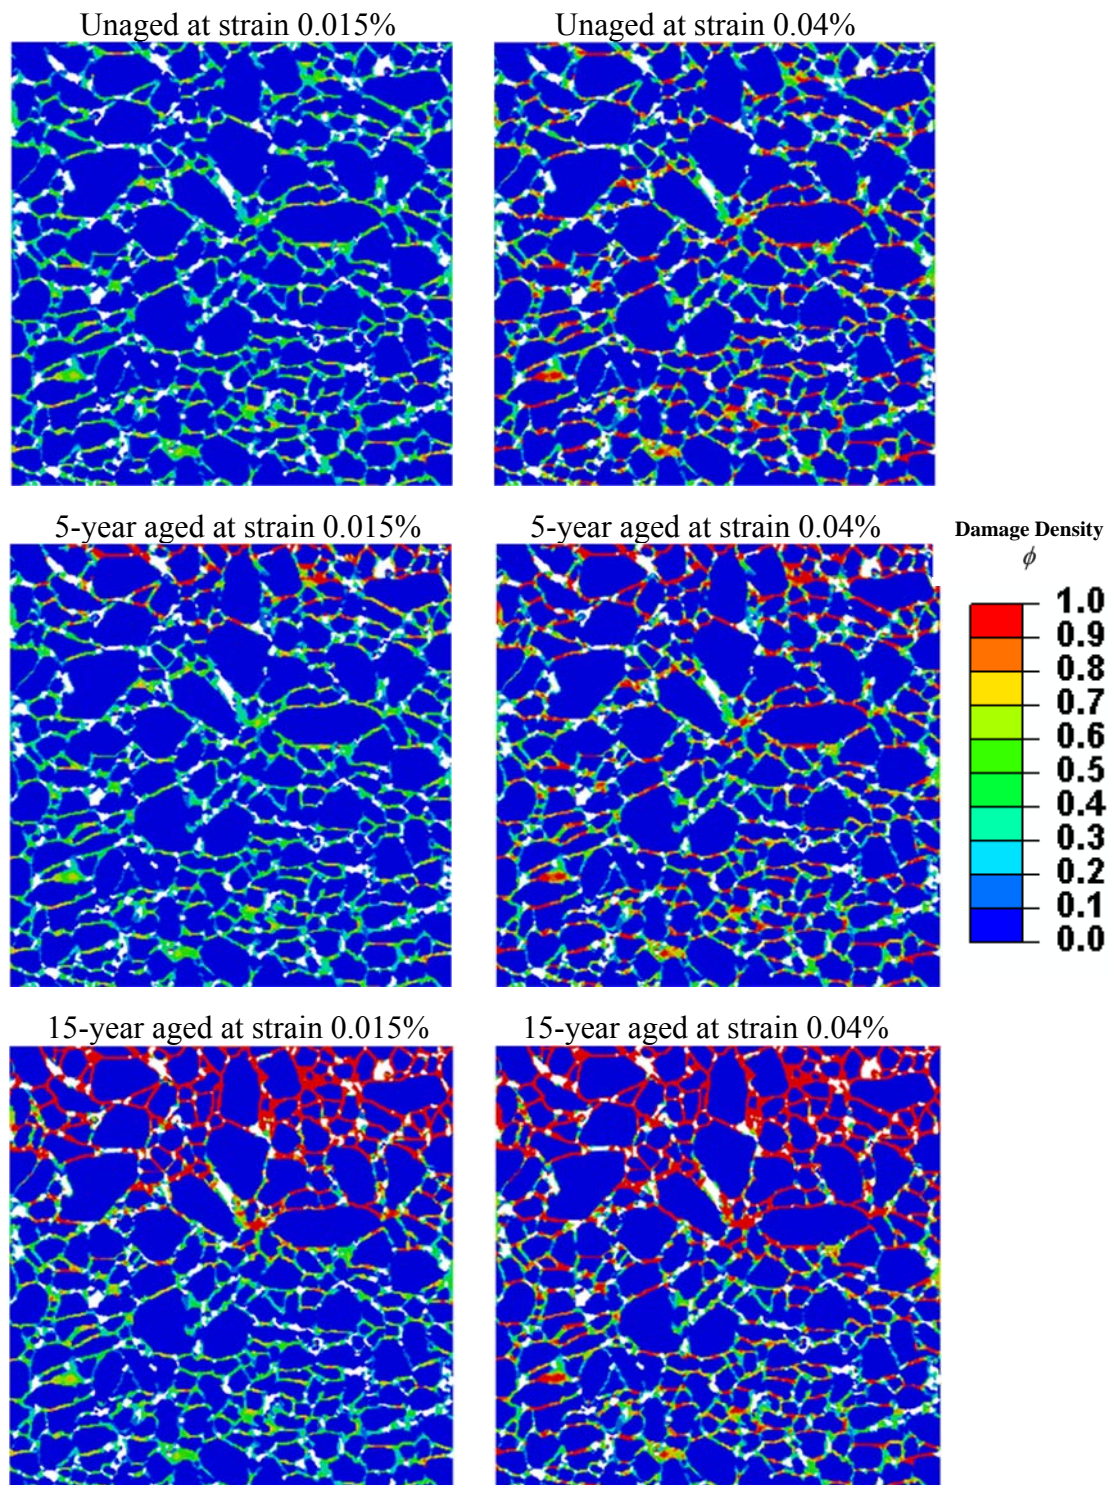 Unaged at strain 0.015%
Unaged at strain 0.04%
5-year aged at strain 0.015%
5-year aged at strain 0.04%
Damage Density
ϕ
1.0
0.9
0.8
0.7
0.6
0.5
0.4
0.3
0.2
0.1
0.0
15-year aged at strain 0.015%
15-year aged at strain 0.04%